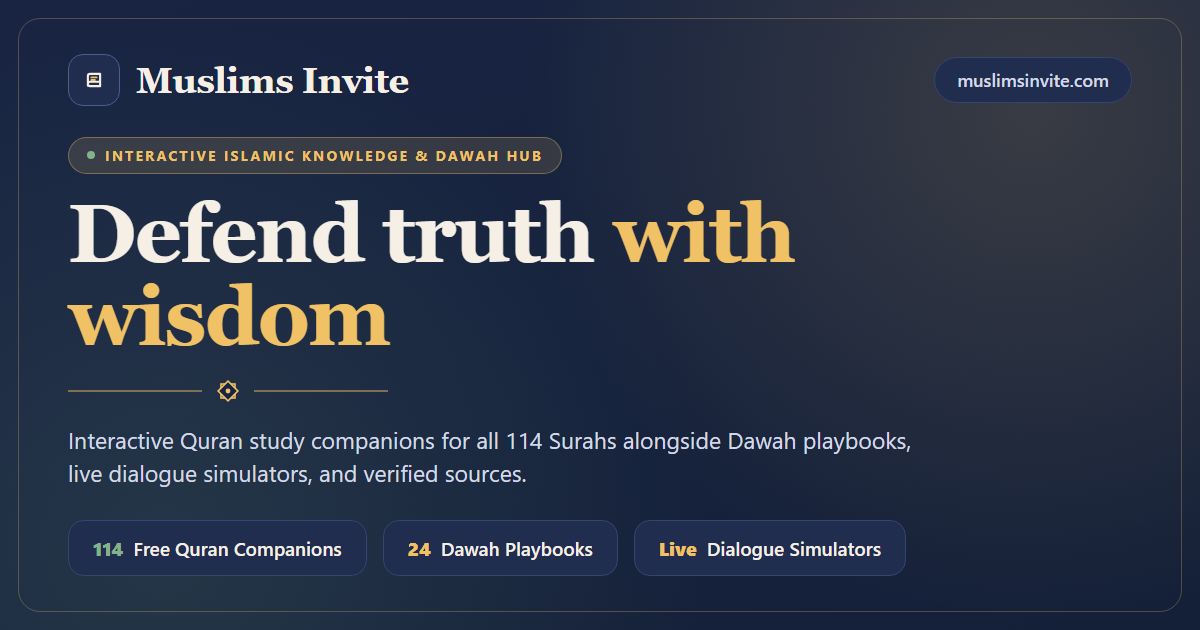 Muslims Invite
muslimsinvite.com
INTERACTIVE ISLAMIC KNOWLEDGE & DAWAH HUB
Defend truth with
wisdom
Interactive Quran study companions for all 114 Surahs alongside Dawah playbooks,
live dialogue simulators, and verified sources.
114 Free Quran Companions
24 Dawah Playbooks
Live Dialogue Simulators